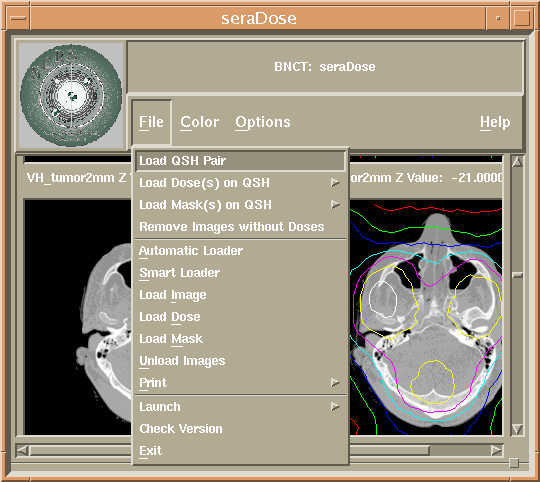 seraDose
BNCT: seraDose
File Color Options Help
Load QSH Pair
VH_tumor2mm Z
or2mm Z Value: -21.0000
Load Dose(s) on QSH
Load Mask(s) on QSH
Remove Images without Doses
Automatic Loader
Smart Loader
Load Image
Load Dose
Load Mask
Unload Images
Print
Launch
Check Version
Exit